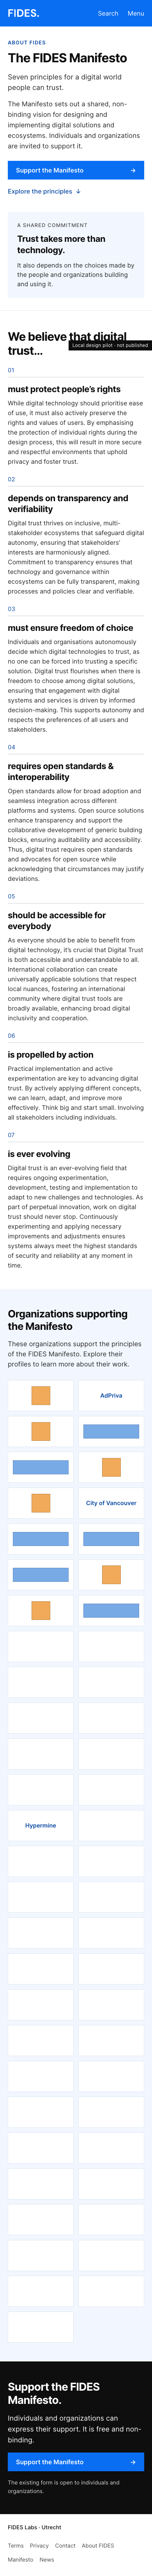 FIDES.
Search Menu
ABOUT FIDES
The FIDES Manifesto
Seven principles for a digital world
people can trust.
The Manifesto sets out a shared, non-
binding vision for designing and
implementing digital solutions and
ecosystems. Individuals and organizations
are invited to support it.
Support the Manifesto →
Explore the principles ↓
A SHARED COMMITMENT
Trust takes more than
technology.
It also depends on the choices made by
the people and organizations building
and using it.
We believe that digital
trust...
Local design pilot · not published
01
must protect people's rights
While digital technology should prioritise ease
of use, it must also actively preserve the
rights and values of users. By emphasising
the protection of individual rights during the
design process, this will result in more secure
and respectful environments that uphold
privacy and foster trust.
02
depends on transparency and
verifiability
Digital trust thrives on inclusive, multi-
stakeholder ecosystems that safeguard digital
autonomy, ensuring that stakeholders'
interests are harmoniously aligned.
Commitment to transparency ensures that
technology and governance within
ecosystems can be fully transparent, making
processes and policies clear and verifiable.
03
must ensure freedom of choice
Individuals and organisations autonomously
decide which digital technologies to trust, as
no one can be forced into trusting a specific
solution. Digital trust flourishes when there is
freedom to choose among digital solutions,
ensuring that engagement with digital
systems and services is driven by informed
decision-making. This supports autonomy and
respects the preferences of all users and
stakeholders.
04
requires open standards &
interoperability
Open standards allow for broad adoption and
seamless integration across different
platforms and systems. Open source solutions
enhance transparency and support the
collaborative development of generic building
blocks, ensuring auditability and accessibility.
Thus, digital trust requires open standards
and advocates for open source while
acknowledging that circumstances may justify
deviations.
05
should be accessible for
everybody
As everyone should be able to benefit from
digital technology, it's crucial that Digital Trust
is both accessible and understandable to all.
International collaboration can create
universally applicable solutions that respect
local nuances, fostering an international
community where digital trust tools are
broadly available, enhancing broad digital
inclusivity and cooperation.
06
is propelled by action
Practical implementation and active
experimentation are key to advancing digital
trust. By actively applying different concepts,
we can learn, adapt, and improve more
effectively. Think big and start small. Involving
all stakeholders including individuals.
07
is ever evolving
Digital trust is an ever-evolving field that
requires ongoing experimentation,
development, testing and implementation to
adapt to new challenges and technologies. As
part of perpetual innovation, work on digital
trust should never stop. Continuously
experimenting and applying necessary
improvements and adjustments ensures
systems always meet the highest standards
of security and reliability at any moment in
time.
Organizations supporting
the Manifesto
These organizations support the principles
of the FIDES Manifesto. Explore their
profiles to learn more about their work.
AdPriva
City of Vancouver
Hypermine
Support the FIDES
Manifesto.
Individuals and organizations can
express their support. It is free and non-
binding.
Support the Manifesto →
The existing form is open to individuals and
organizations.
FIDES Labs · Utrecht
Terms Privacy Contact About FIDES
Manifesto News